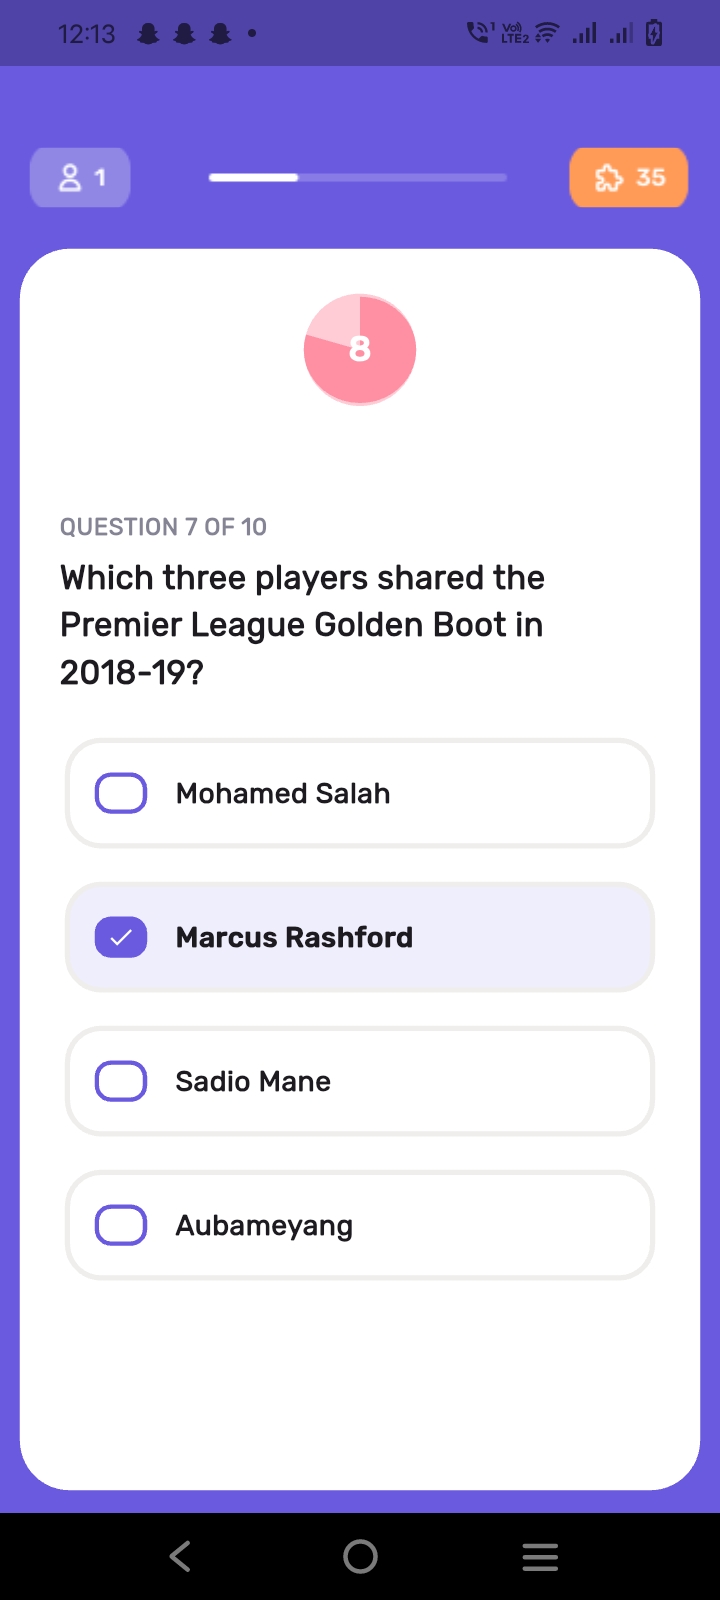 12:13
1 Vo) LTE2
1
35
8
QUESTION 7 OF 10
Which three players shared the
Premier League Golden Boot in
2018-19?
Mohamed Salah
Marcus Rashford
Sadio Mane
Aubameyang